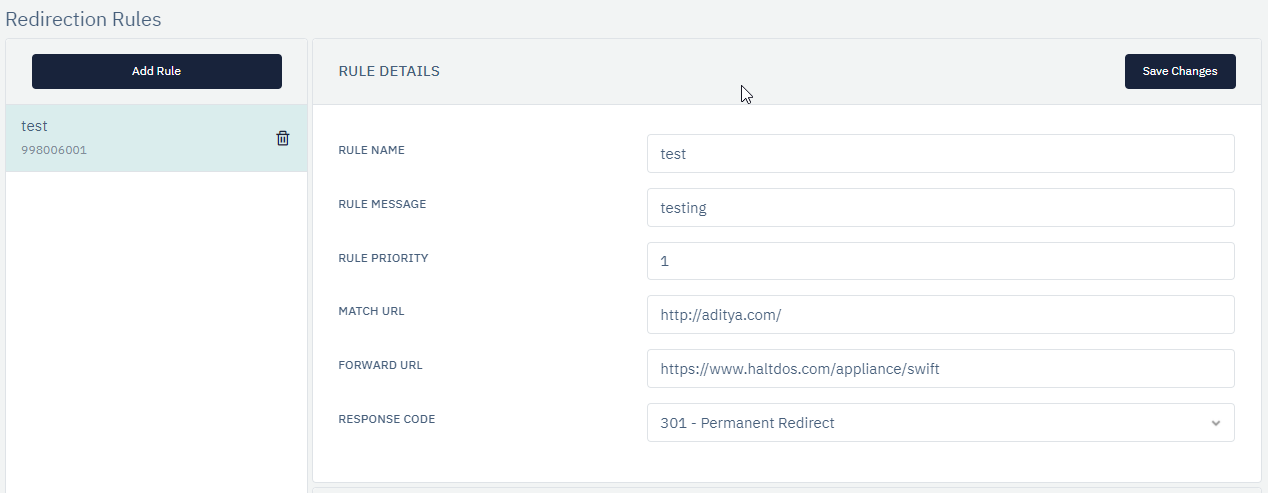 Redirection Rules
Add Rule
test
998006001
RULE DETAILS
Save Changes
RULE NAME
test
RULE MESSAGE
testing
RULE PRIORITY
1
MATCH URL
http://aditya.com/
FORWARD URL
https://www.haltdos.com/appliance/swift
RESPONSE CODE
301 - Permanent Redirect